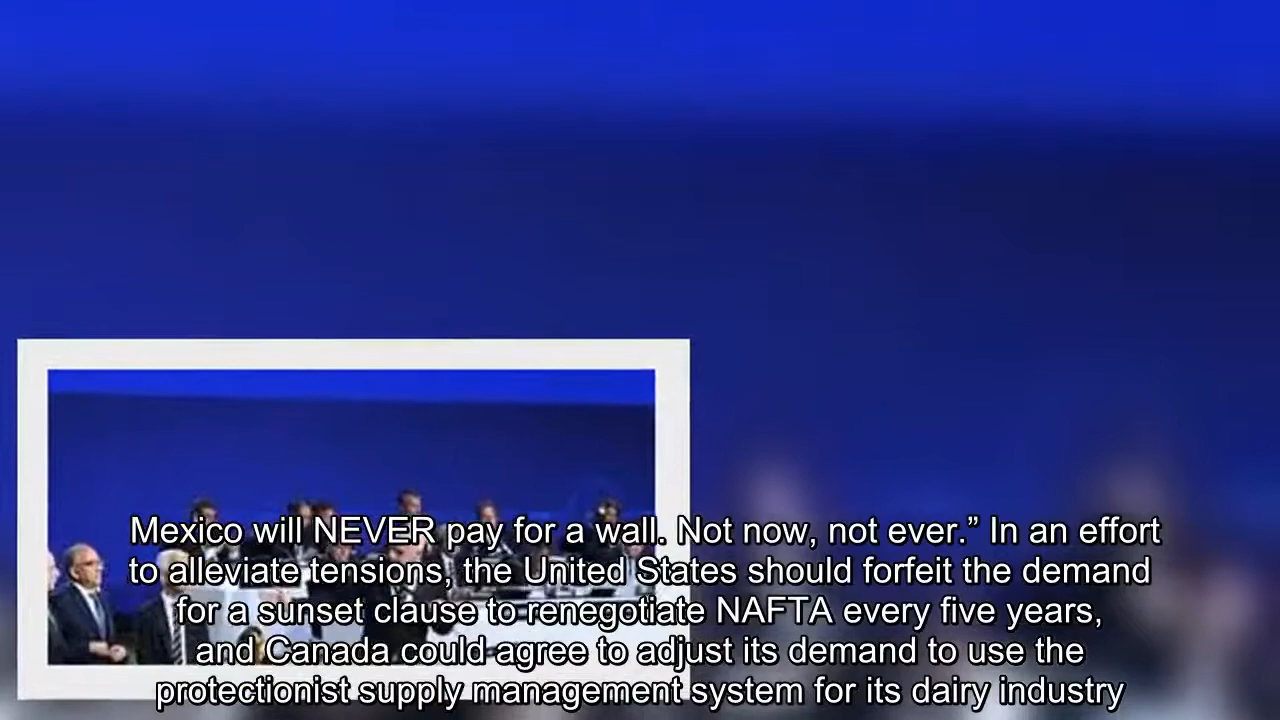 Mexico will NEVER pay for a wall. Not now, not ever.” In an effort
to alleviate tensions, the United States should forfeit the demand
for a sunset clause to renegotiate NAFTA every five years,
and Canada could agree to adjust its demand to use the
protectionist supply management system for its dairy industry